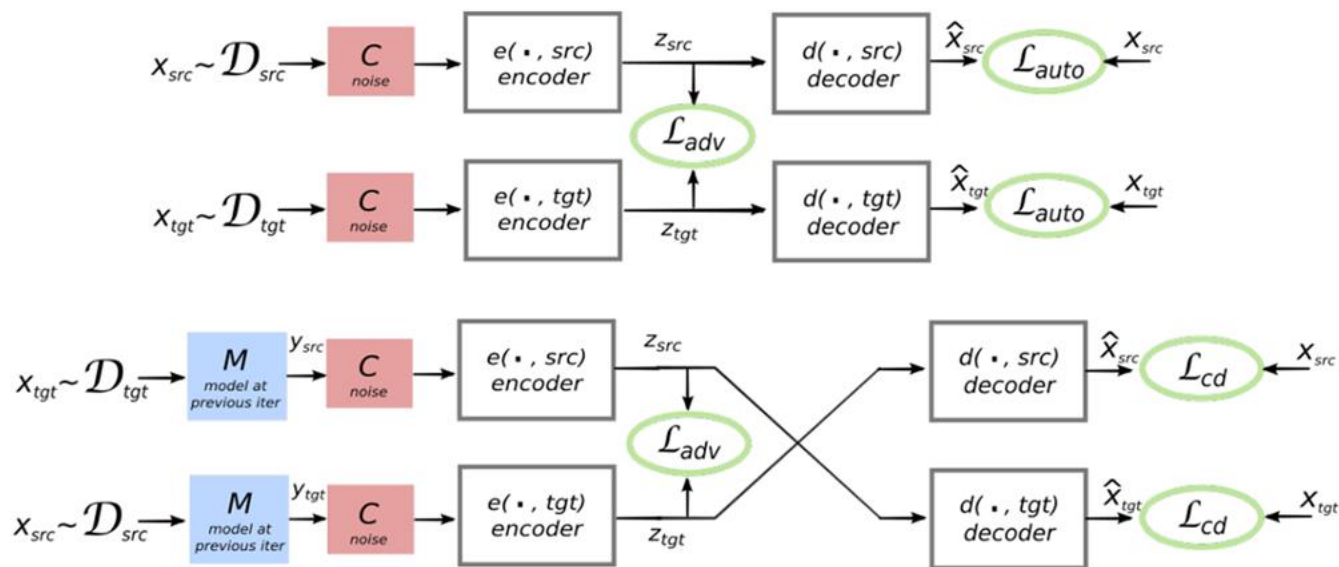 x_src ~ D_src
C
noise
e(·, src)
encoder
z_src
d(·, src)
decoder
x̂_src
L_auto
x_src
L_adv
x_tgt ~ D_tgt
C
noise
e(·, tgt)
encoder
z_tgt
d(·, tgt)
decoder
x̂_tgt
L_auto
x_tgt
x_tgt ~ D_tgt
M
model at
previous iter
y_src
C
noise
e(·, src)
encoder
z_src
d(·, src)
decoder
x̂_src
L_cd
x_src
L_adv
x_src ~ D_src
M
model at
previous iter
y_tgt
C
noise
e(·, tgt)
encoder
z_tgt
d(·, tgt)
decoder
x̂_tgt
L_cd
x_tgt